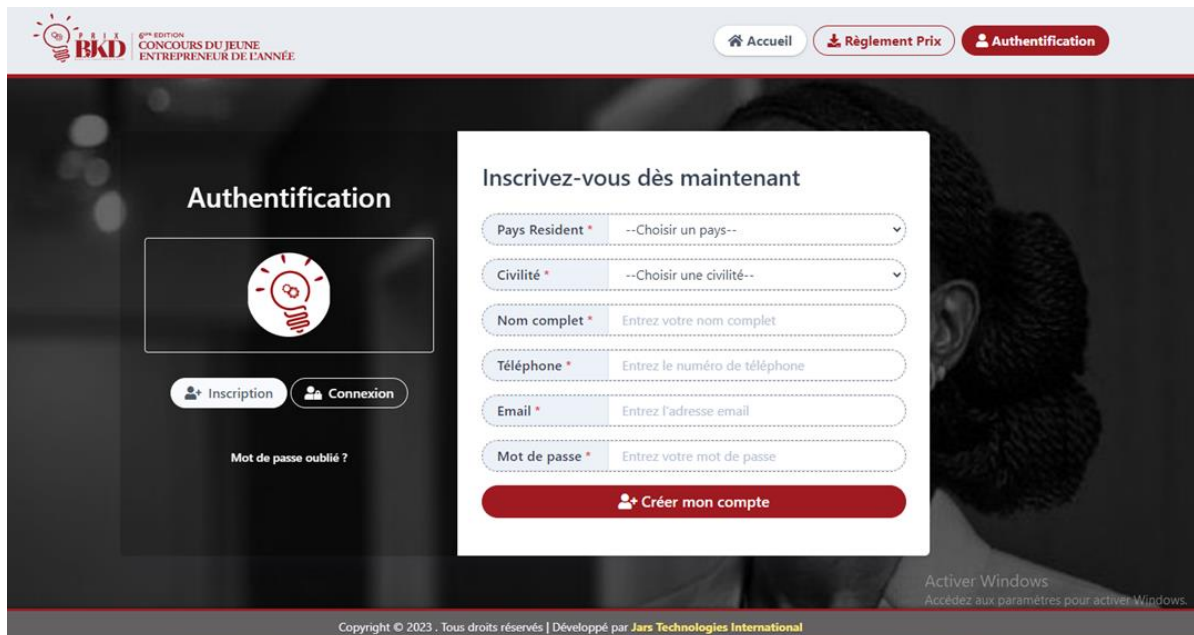 PRIX
BKD
6ème EDITION
CONCOURS DU JEUNE
ENTREPRENEUR DE L'ANNÉE
Accueil
Règlement Prix
Authentification
Authentification
Inscription
Connexion
Mot de passe oublié ?
Inscrivez-vous dès maintenant
Pays Resident * --Choisir un pays--
Civilité * --Choisir une civilité--
Nom complet * Entrez votre nom complet
Téléphone * Entrez le numéro de téléphone
Email * Entrez l'adresse email
Mot de passe * Entrez votre mot de passe
Créer mon compte
Activer Windows
Accédez aux paramètres pour activer Windows.
Copyright © 2023 . Tous droits réservés | Développé par Jars Technologies International